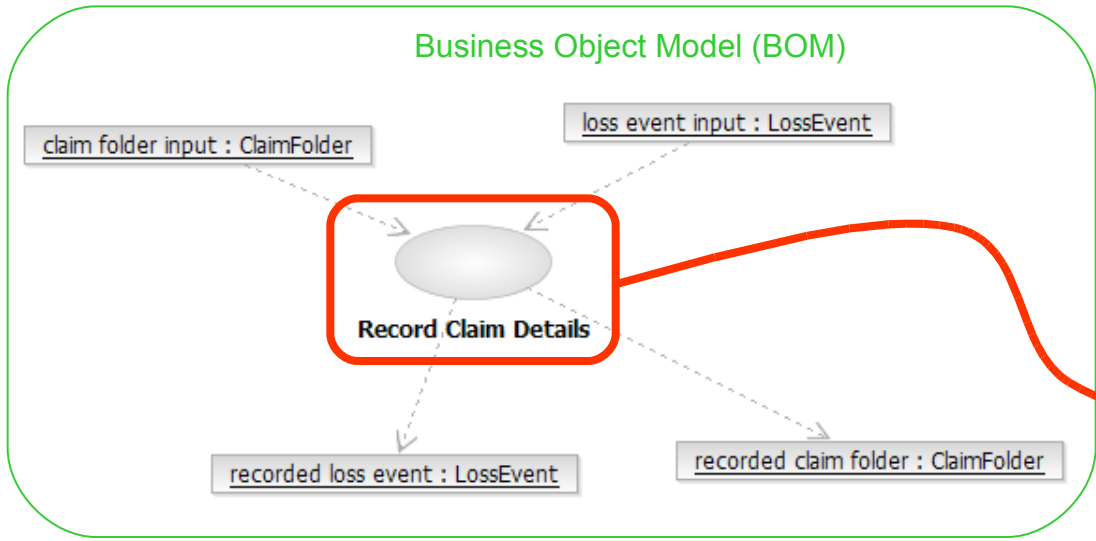 Business Object Model (BOM)
loss event input : LossEvent
claim folder input : ClaimFolder
Record Claim Details
recorded claim folder : ClaimFolder
recorded loss event : LossEvent